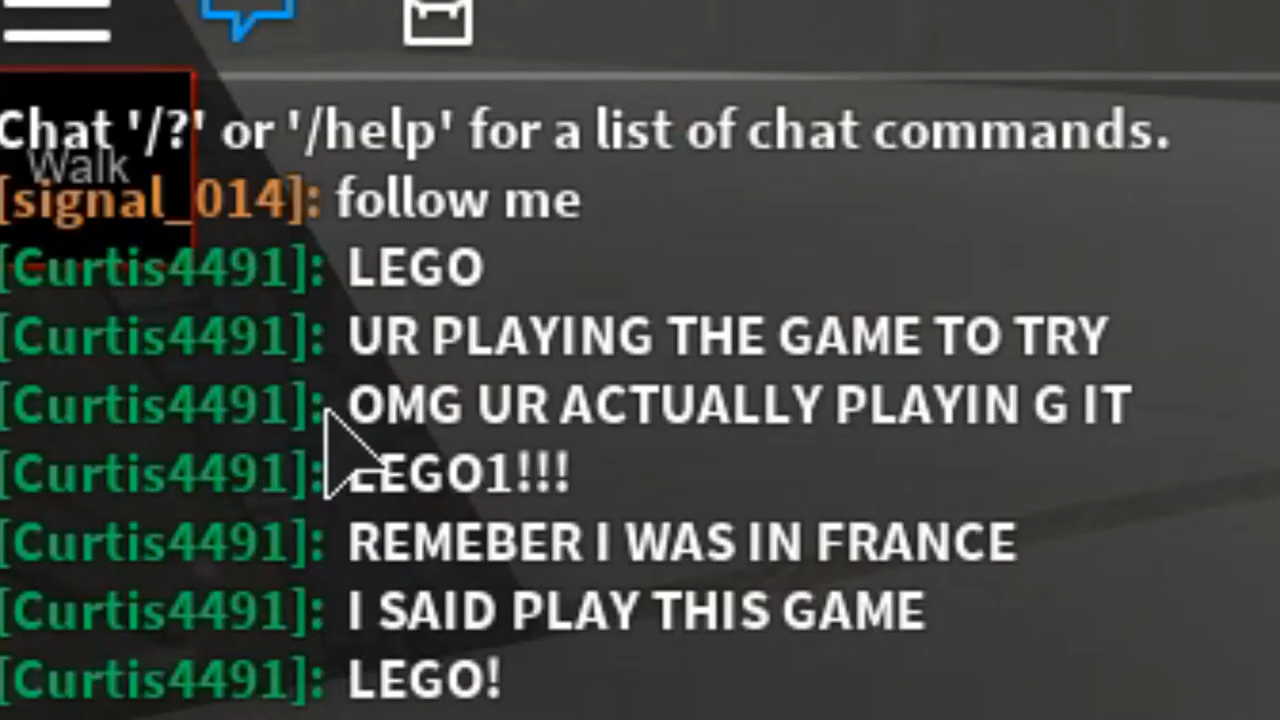 Chat '/?' or '/help' for a list of chat commands.
Walk
[signal_014]: follow me
[Curtis4491]: LEGO
[Curtis4491]: UR PLAYING THE GAME TO TRY
[Curtis4491]: OMG UR ACTUALLY PLAYIN G IT
[Curtis4491]: LEGO1!!!
[Curtis4491]: REMEBER I WAS IN FRANCE
[Curtis4491]: I SAID PLAY THIS GAME
[Curtis4491]: LEGO!